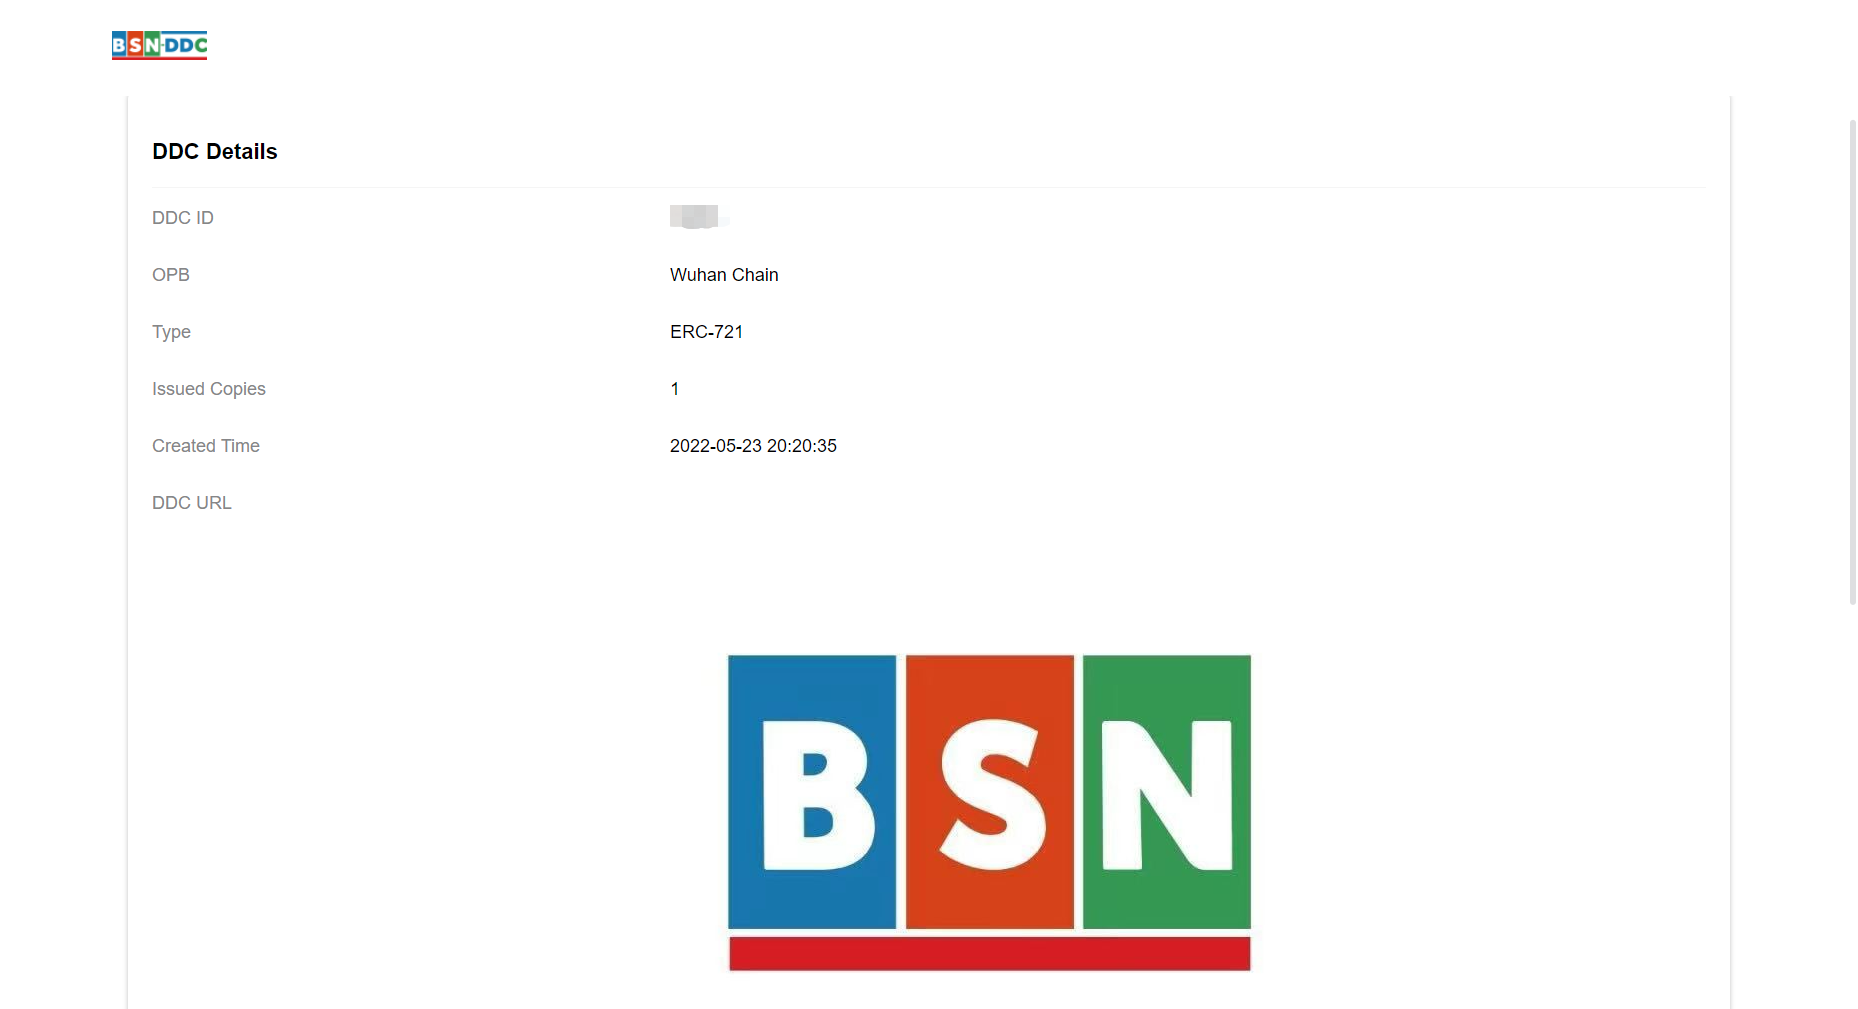 BSN-DDC
DDC Details
DDC ID
OPB Wuhan Chain
Type ERC-721
Issued Copies 1
Created Time 2022-05-23 20:20:35
DDC URL
BSN